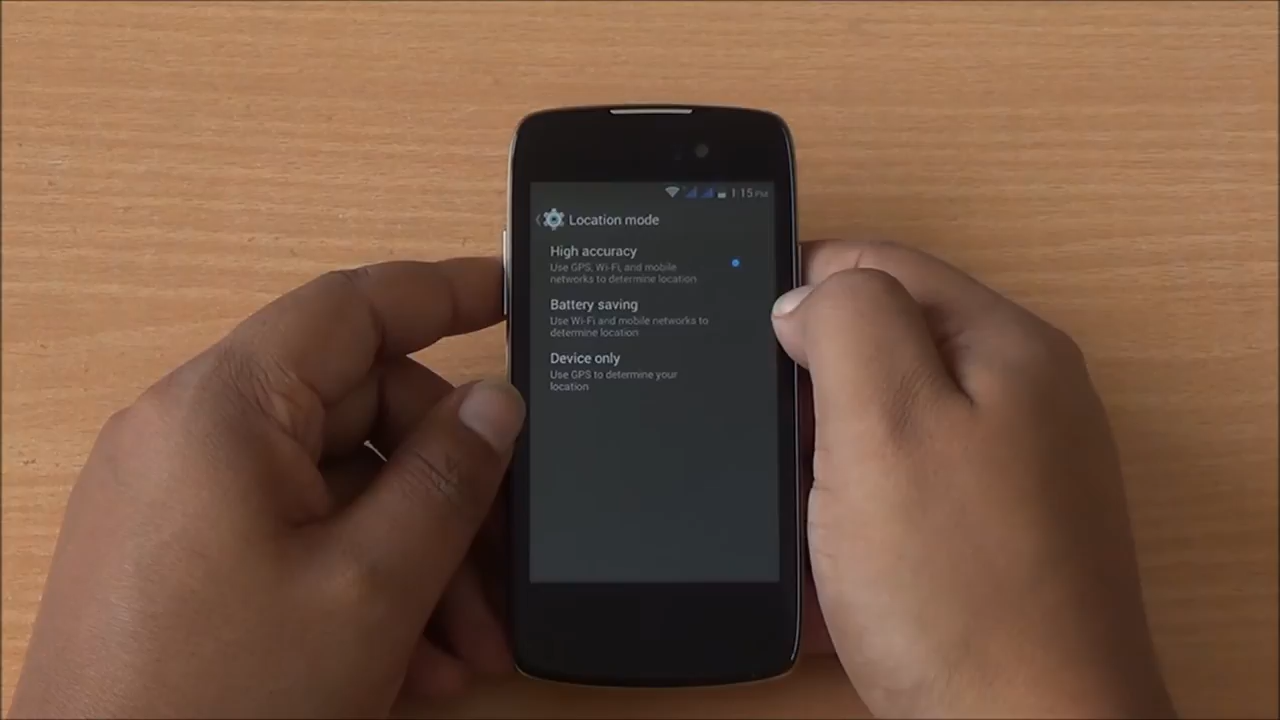 1:15 PM
Location mode
High accuracy
Use GPS, Wi-Fi, and mobile
networks to determine location
Battery saving
Use Wi-Fi and mobile networks to
determine location
Device only
Use GPS to determine your
location